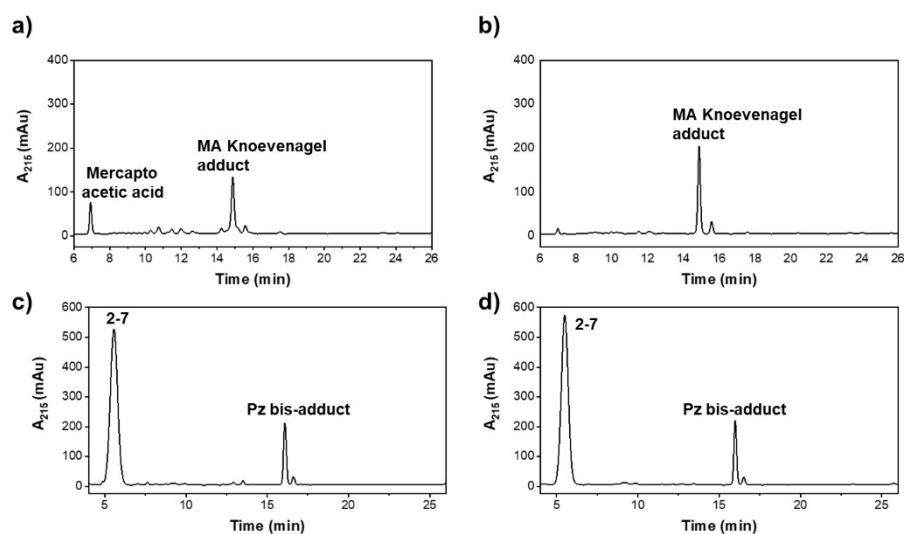 a)
400
300
200
100
0
A215 (mAu)
Mercapto
acetic acid
MA Knoevenagel
adduct
6 8 10 12 14 16 18 20 22 24 26
Time (min)
b)
400
300
200
100
0
A215 (mAu)
MA Knoevenagel
adduct
6 8 10 12 14 16 18 20 22 24 26
Time (min)
c)
600
500
400
300
200
100
0
A215 (mAu)
2-7
Pz bis-adduct
5 10 15 20 25
Time (min)
d)
600
500
400
300
200
100
0
A215 (mAu)
2-7
Pz bis-adduct
5 10 15 20 25
Time (min)